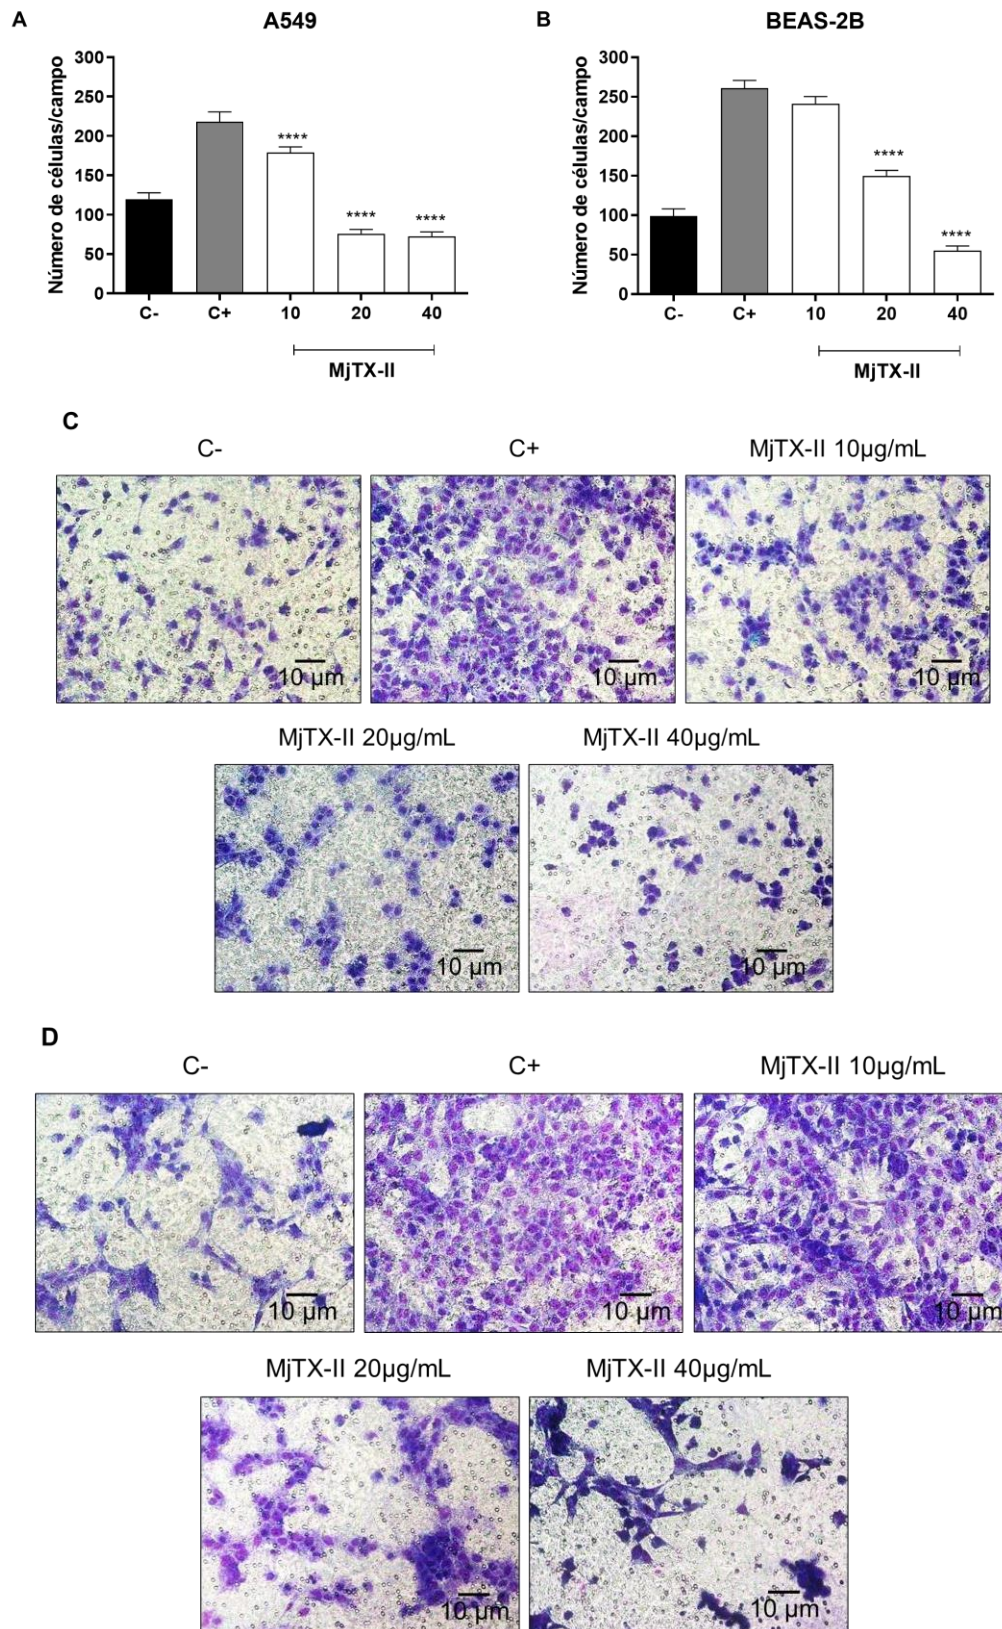 A
A549
Número de células/campo
300
250
200
150
100
50
0
****
****
****
C-
C+
10
20
40
MjTX-II
B
BEAS-2B
Número de células/campo
300
250
200
150
100
50
0
****
****
C-
C+
10
20
40
MjTX-II
C
C-
C+
MjTX-II 10µg/mL
10 µm
10 µm
10 µm
MjTX-II 20µg/mL
MjTX-II 40µg/mL
10 µm
10 µm
D
C-
C+
MjTX-II 10µg/mL
10 µm
10 µm
10 µm
MjTX-II 20µg/mL
MjTX-II 40µg/mL
10 µm
10 µm